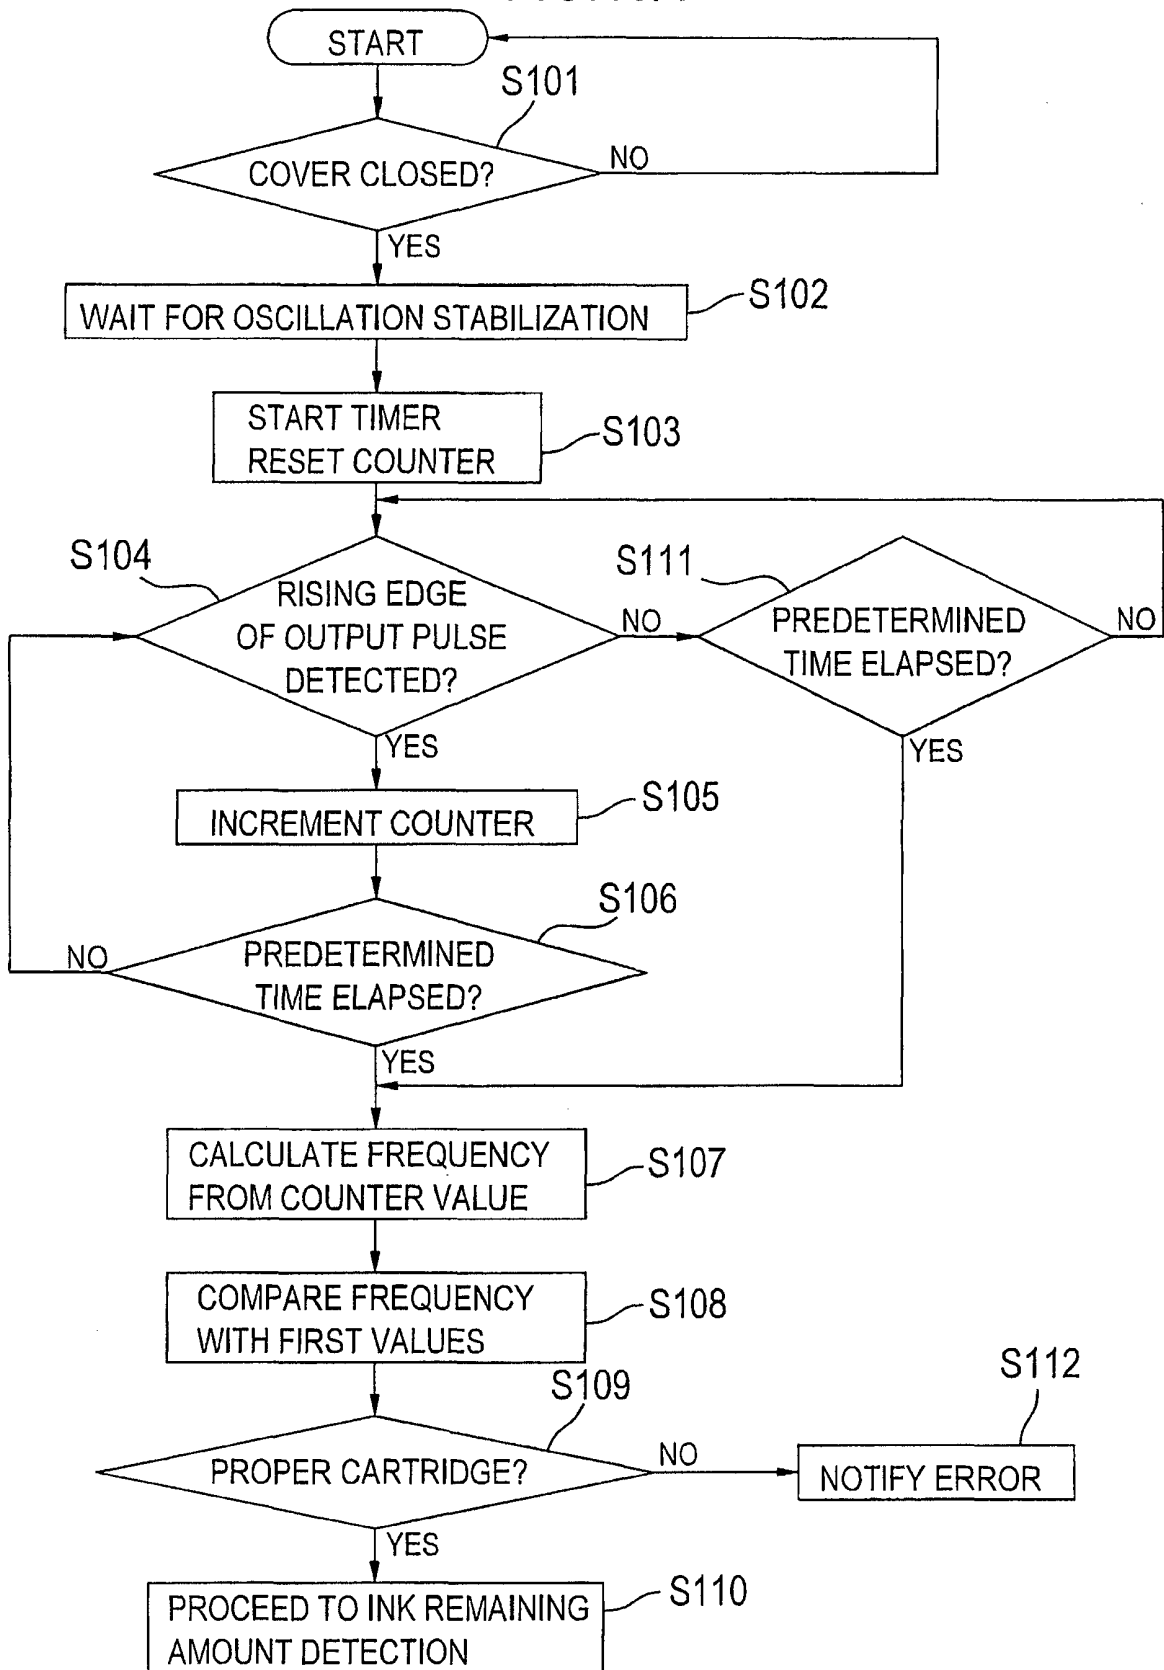 START
S101
COVER CLOSED?
NO
YES
S102
WAIT FOR OSCILLATION STABILIZATION
START TIMER
RESET COUNTER
S103
S104
RISING EDGE
OF OUTPUT PULSE
DETECTED?
NO
S111
PREDETERMINED
TIME ELAPSED?
NO
YES
YES
S105
INCREMENT COUNTER
S106
NO
PREDETERMINED
TIME ELAPSED?
YES
CALCULATE FREQUENCY
FROM COUNTER VALUE
S107
COMPARE FREQUENCY
WITH FIRST VALUES
S108
S109
PROPER CARTRIDGE?
NO
S112
NOTIFY ERROR
YES
S110
PROCEED TO INK REMAINING
AMOUNT DETECTION